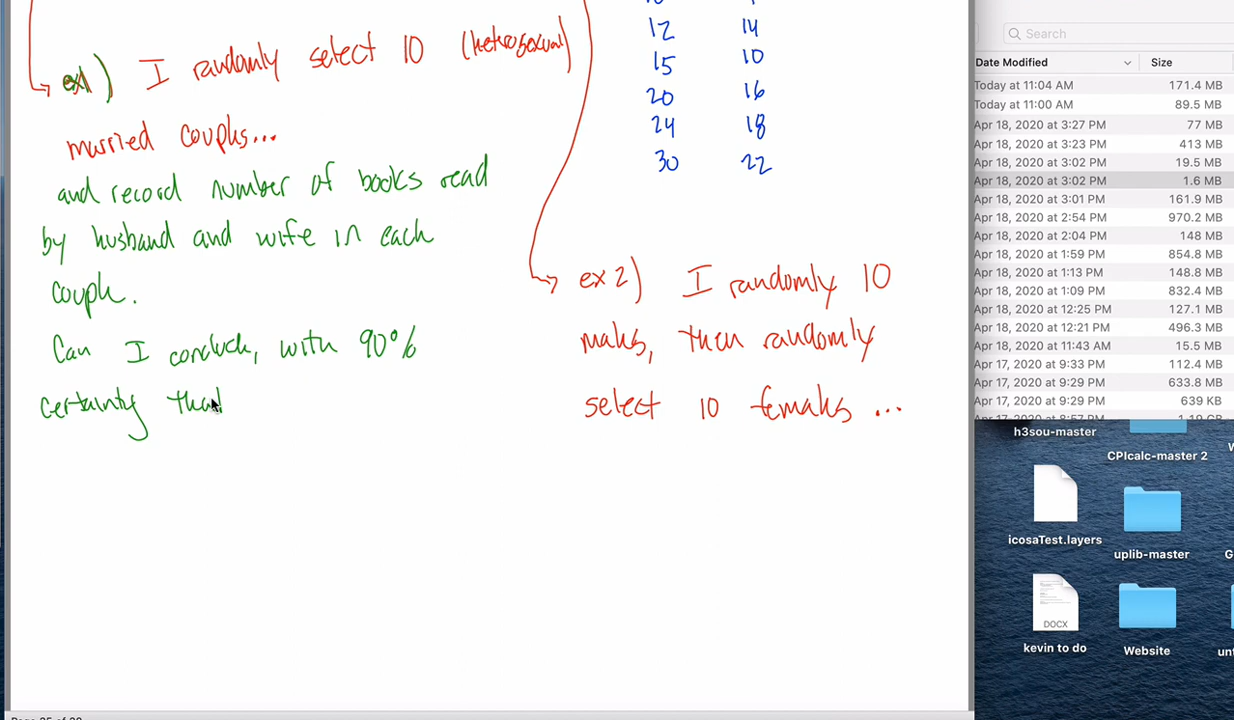 12 14
15 10
20 16
24 18
30 22
ex1) I randomly select 10 (heterosexual)
married couples...
and record number of books read
by husband and wife in each
couple.
Can I conclude, with 90%
certainty that
ex 2) I randomly 10
males, then randomly
select 10 females ...
Search
Date Modified Size
Today at 11:04 AM 171.4 MB
Today at 11:00 AM 89.5 MB
Apr 18, 2020 at 3:27 PM 77 MB
Apr 18, 2020 at 3:23 PM 413 MB
Apr 18, 2020 at 3:02 PM 19.5 MB
Apr 18, 2020 at 3:02 PM 1.6 MB
Apr 18, 2020 at 3:01 PM 161.9 MB
Apr 18, 2020 at 2:54 PM 970.2 MB
Apr 18, 2020 at 2:04 PM 148 MB
Apr 18, 2020 at 1:59 PM 854.8 MB
Apr 18, 2020 at 1:13 PM 148.8 MB
Apr 18, 2020 at 1:09 PM 832.4 MB
Apr 18, 2020 at 12:25 PM 127.1 MB
Apr 18, 2020 at 12:21 PM 496.3 MB
Apr 18, 2020 at 11:43 AM 15.5 MB
Apr 17, 2020 at 9:33 PM 112.4 MB
Apr 17, 2020 at 9:29 PM 633.8 MB
Apr 17, 2020 at 9:29 PM 639 KB
Apr 17, 2020 at 8:57 PM 1.19 GB
h3sou-master
CPIcalc-master 2
icosaTest.layers
uplib-master
DOCX
kevin to do
Website